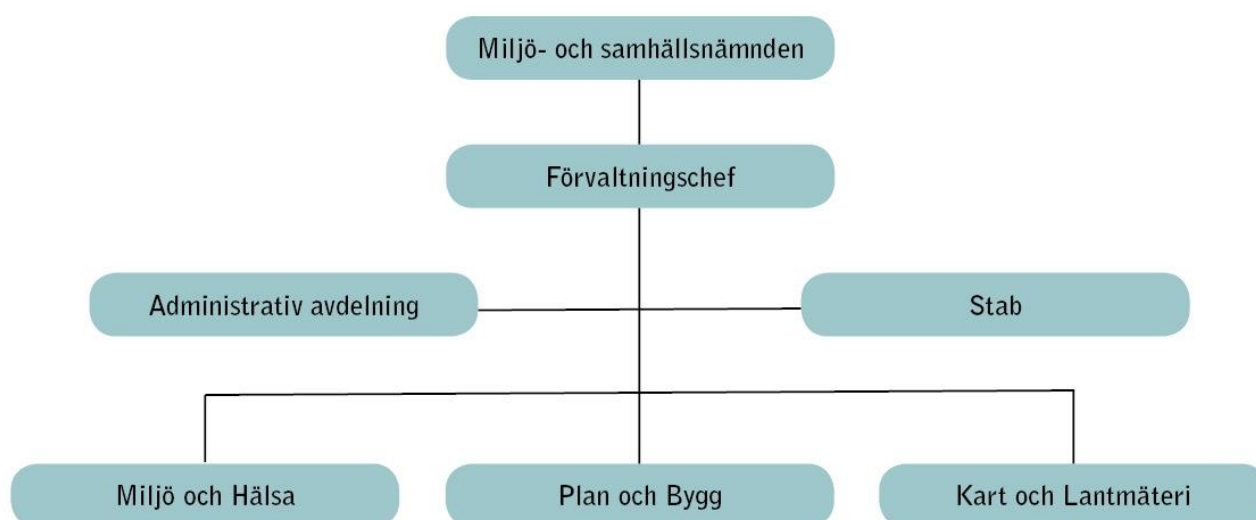 Miljö- och samhällsnämnden
Förvaltningschef
Administrativ avdelning
Stab
Miljö och Hälsa
Plan och Bygg
Kart och Lantmäteri